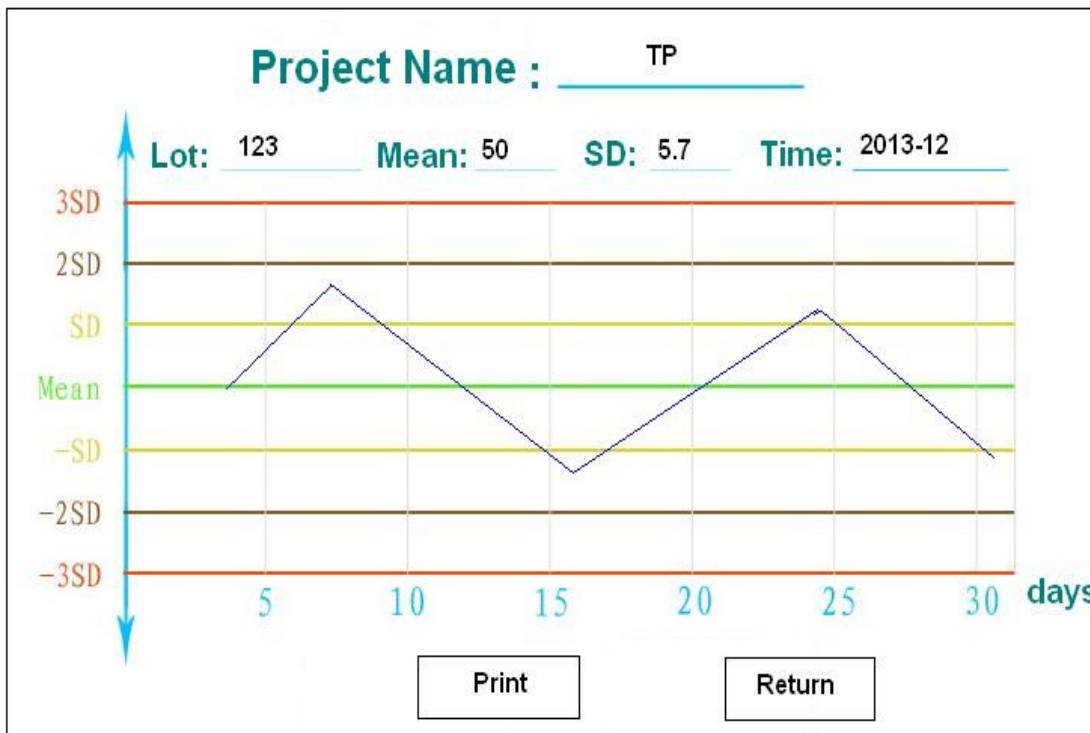 Project Name : TP
Lot: 123 Mean: 50 SD: 5.7 Time: 2013-12
3SD
2SD
SD
Mean
-SD
-2SD
-3SD
5 10 15 20 25 30 days
Print Return